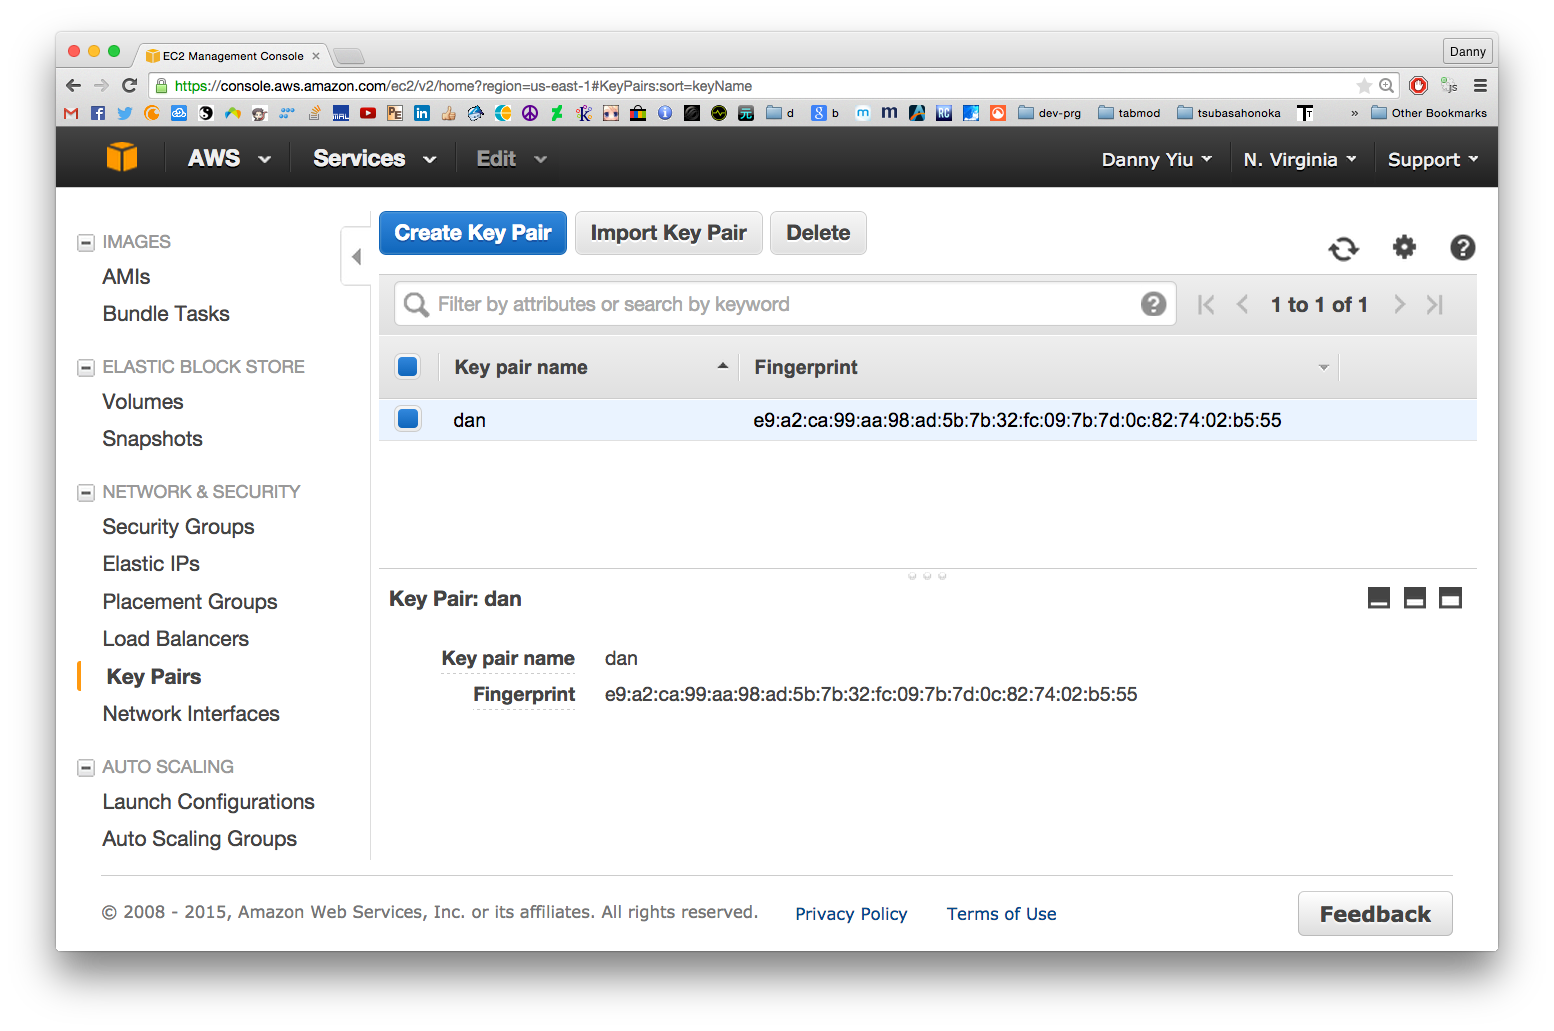 EC2 Management Console
Danny
https://console.aws.amazon.com/ec2/v2/home?region=us-east-1#KeyPairs:sort=keyName
d
b
dev-prg
tabmod
tsubasahonoka
»
Other Bookmarks
AWS
Services
Edit
Danny Yiu
N. Virginia
Support
IMAGES
AMIs
Bundle Tasks
ELASTIC BLOCK STORE
Volumes
Snapshots
NETWORK & SECURITY
Security Groups
Elastic IPs
Placement Groups
Load Balancers
Key Pairs
Network Interfaces
AUTO SCALING
Launch Configurations
Auto Scaling Groups
Create Key Pair
Import Key Pair
Delete
Filter by attributes or search by keyword
1 to 1 of 1
Key pair name
Fingerprint
dan
e9:a2:ca:99:aa:98:ad:5b:7b:32:fc:09:7b:7d:0c:82:74:02:b5:55
Key Pair: dan
Key pair name dan
Fingerprint e9:a2:ca:99:aa:98:ad:5b:7b:32:fc:09:7b:7d:0c:82:74:02:b5:55
© 2008 - 2015, Amazon Web Services, Inc. or its affiliates. All rights reserved.
Privacy Policy
Terms of Use
Feedback